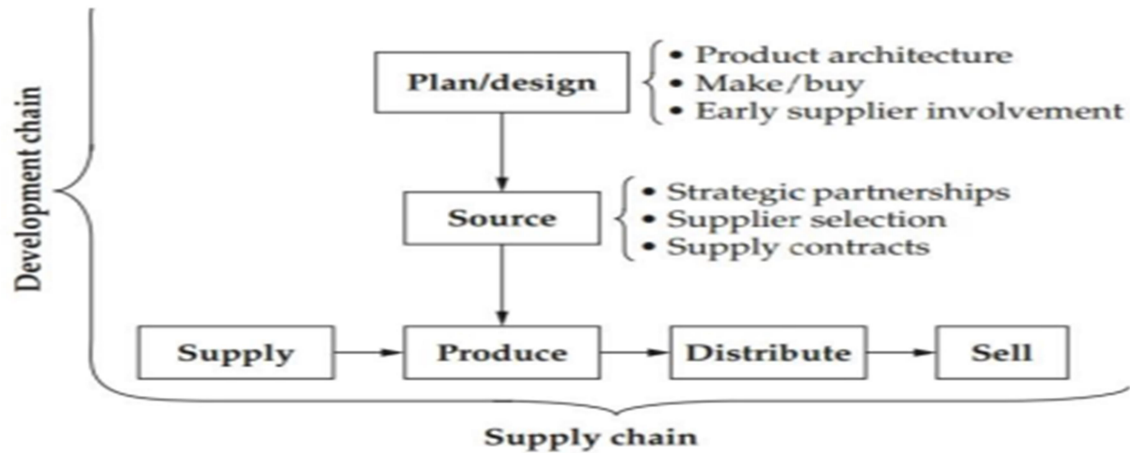 Development chain
Plan/design
• Product architecture
• Make/buy
• Early supplier involvement
Source
• Strategic partnerships
• Supplier selection
• Supply contracts
Supply
Produce
Distribute
Sell
Supply chain